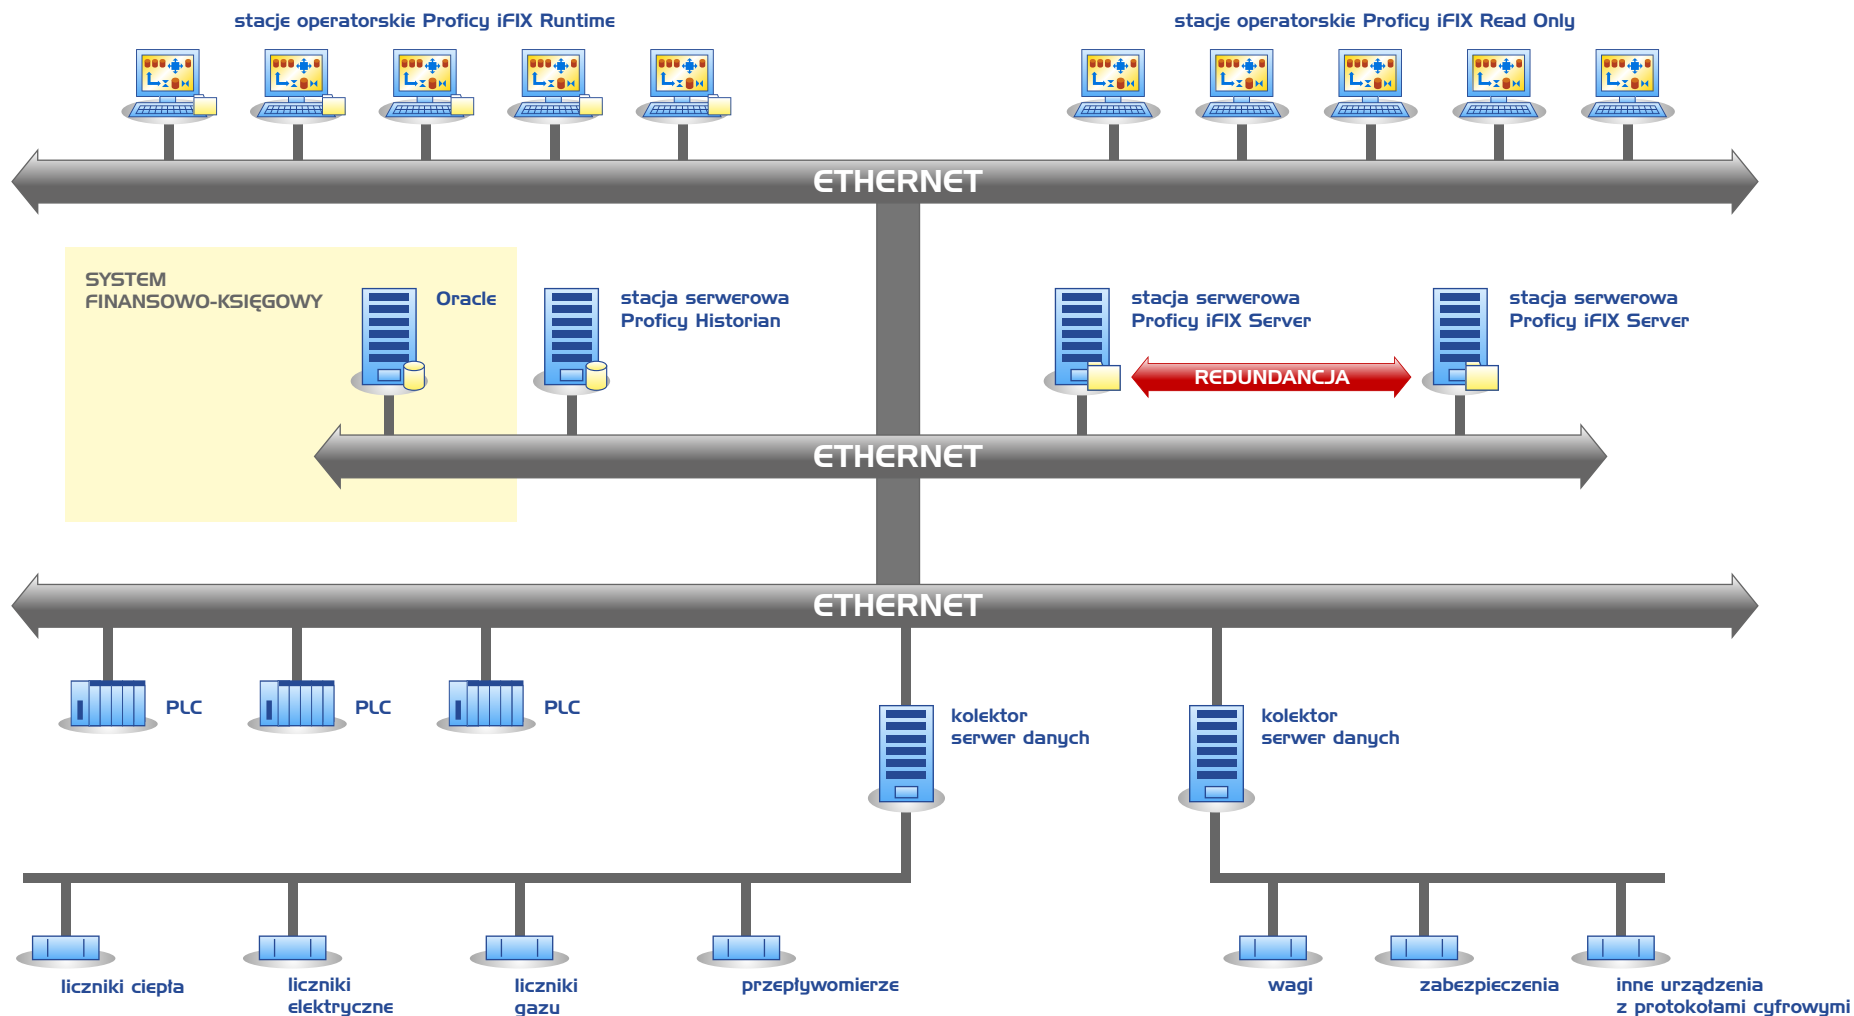 stacje operatorskie Proficy iFIX Runtime
stacje operatorskie Proficy iFIX Read Only
ETHERNET
SYSTEM
FINANSOWO-KSIĘGOWY
Oracle
stacja serwerowa
Proficy Historian
stacja serwerowa
Proficy iFIX Server
stacja serwerowa
Proficy iFIX Server
REDUNDANCJA
ETHERNET
ETHERNET
PLC
PLC
PLC
kolektor
serwer danych
kolektor
serwer danych
liczniki ciepła
liczniki
elektryczne
liczniki
gazu
przepływomierze
wagi
zabezpieczenia
inne urządzenia
z protokołami cyfrowymi